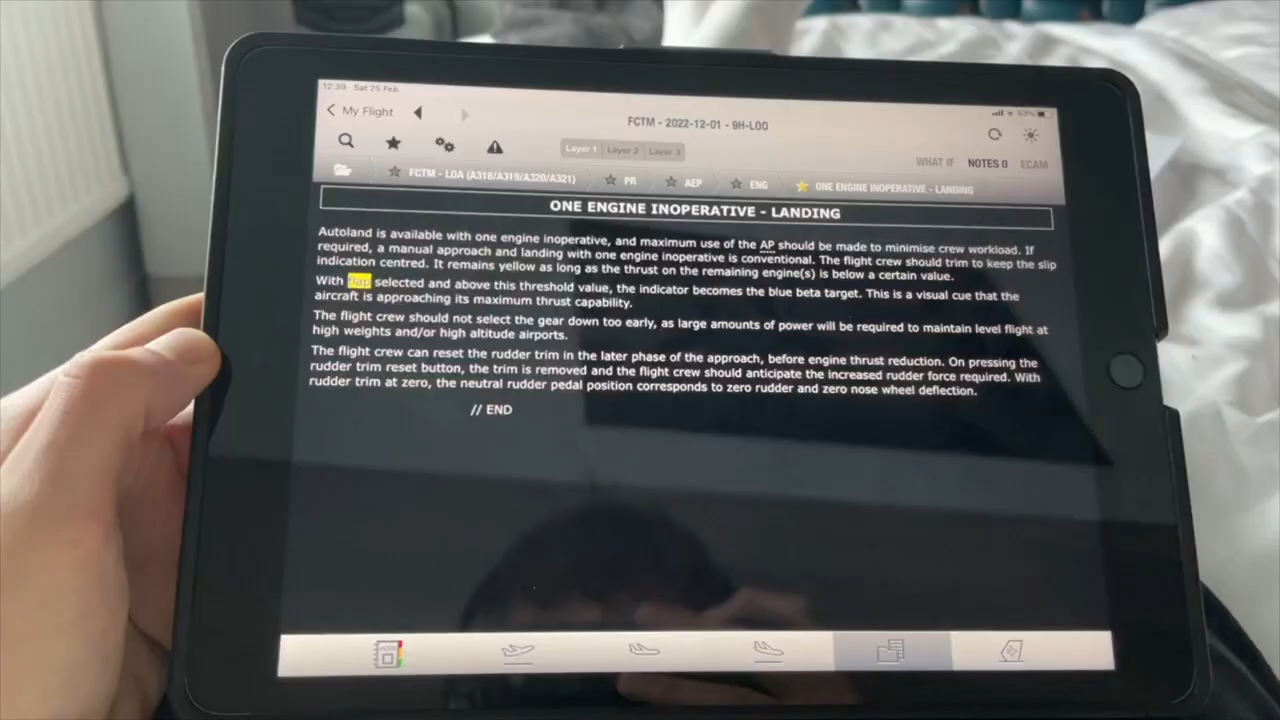 12:39 Sat 25 Feb
53%
My Flight
FCTM - 2022-12-01 - 9H-LOO
Layer 1 Layer 2 Layer 3
WHAT IF NOTES 0 ECAM
FCTM - LOA (A318/A319/A320/A321) PR AEP ENG ONE ENGINE INOPERATIVE - LANDING
ONE ENGINE INOPERATIVE - LANDING
Autoland is available with one engine inoperative, and maximum use of the AP should be made to minimise crew workload. If
required, a manual approach and landing with one engine inoperative is conventional. The flight crew should trim to keep the slip
indication centred. It remains yellow as long as the thrust on the remaining engine(s) is below a certain value.
With flap selected and above this threshold value, the indicator becomes the blue beta target. This is a visual cue that the
aircraft is approaching its maximum thrust capability.
The flight crew should not select the gear down too early, as large amounts of power will be required to maintain level flight at
high weights and/or high altitude airports.
The flight crew can reset the rudder trim in the later phase of the approach, before engine thrust reduction. On pressing the
rudder trim reset button, the trim is removed and the flight crew should anticipate the increased rudder force required. With
rudder trim at zero, the neutral rudder pedal position corresponds to zero rudder and zero nose wheel deflection.
// END